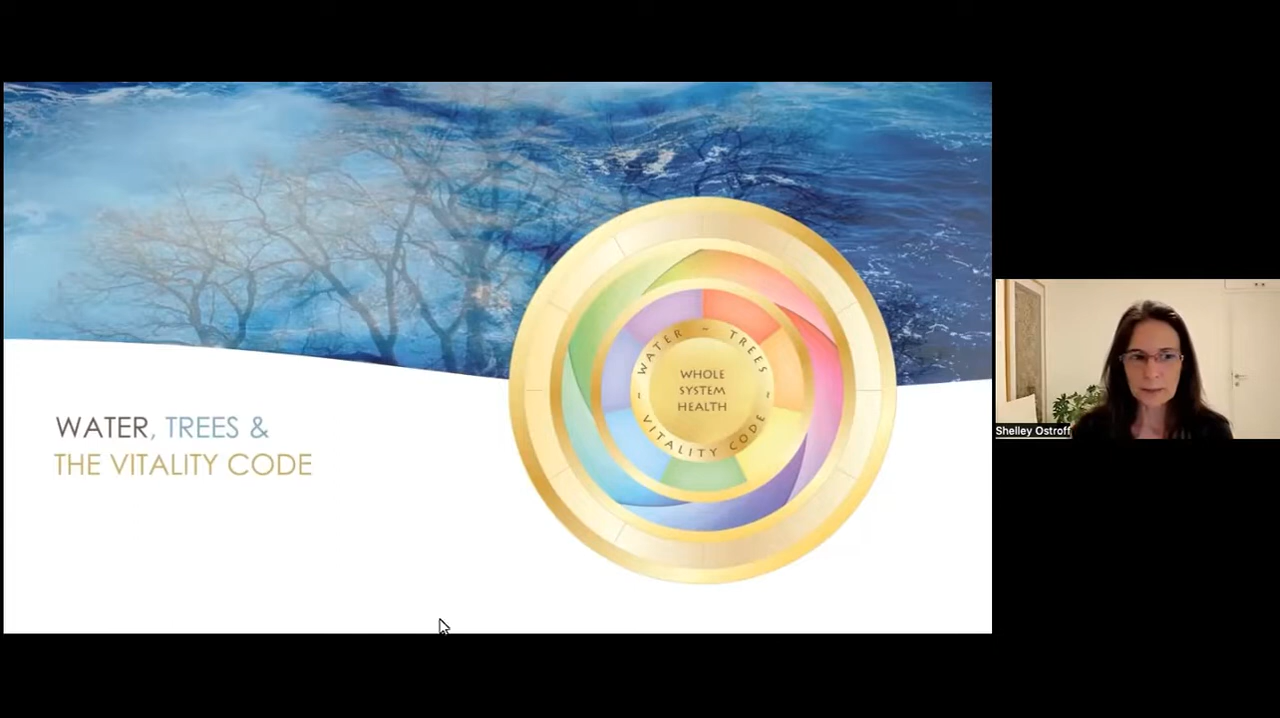 WATER, TREES &
THE VITALITY CODE
WATER ~ TREES ~
VITALITY CODE ~
WHOLE
SYSTEM
HEALTH
Shelley Ostroff